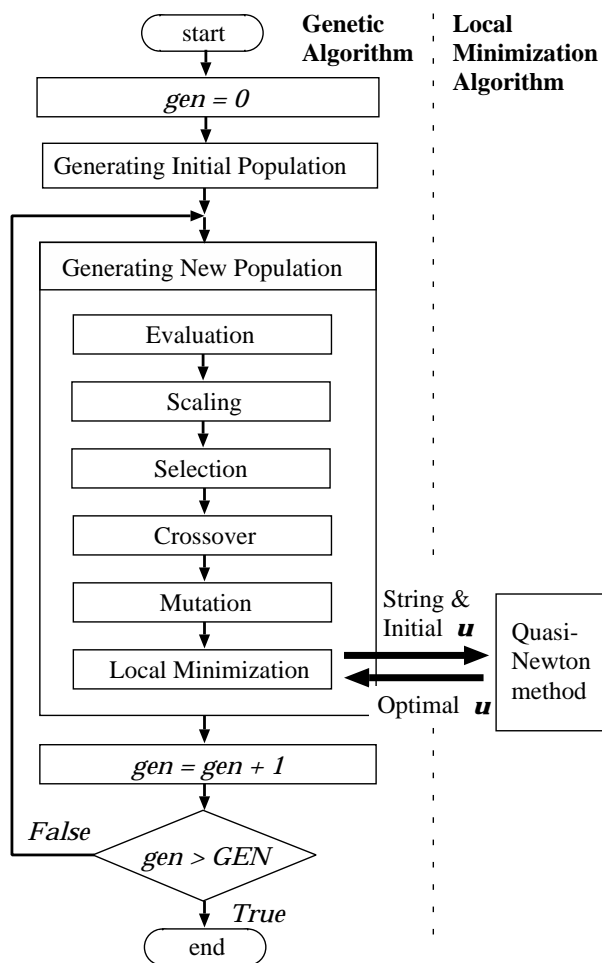 Genetic
Algorithm
Local
Minimization
Algorithm
start
gen = 0
Generating Initial Population
Generating New Population
Evaluation
Scaling
Selection
Crossover
Mutation
Local Minimization
String &
Initial u
Optimal u
Quasi-
Newton
method
gen = gen + 1
False
gen > GEN
True
end